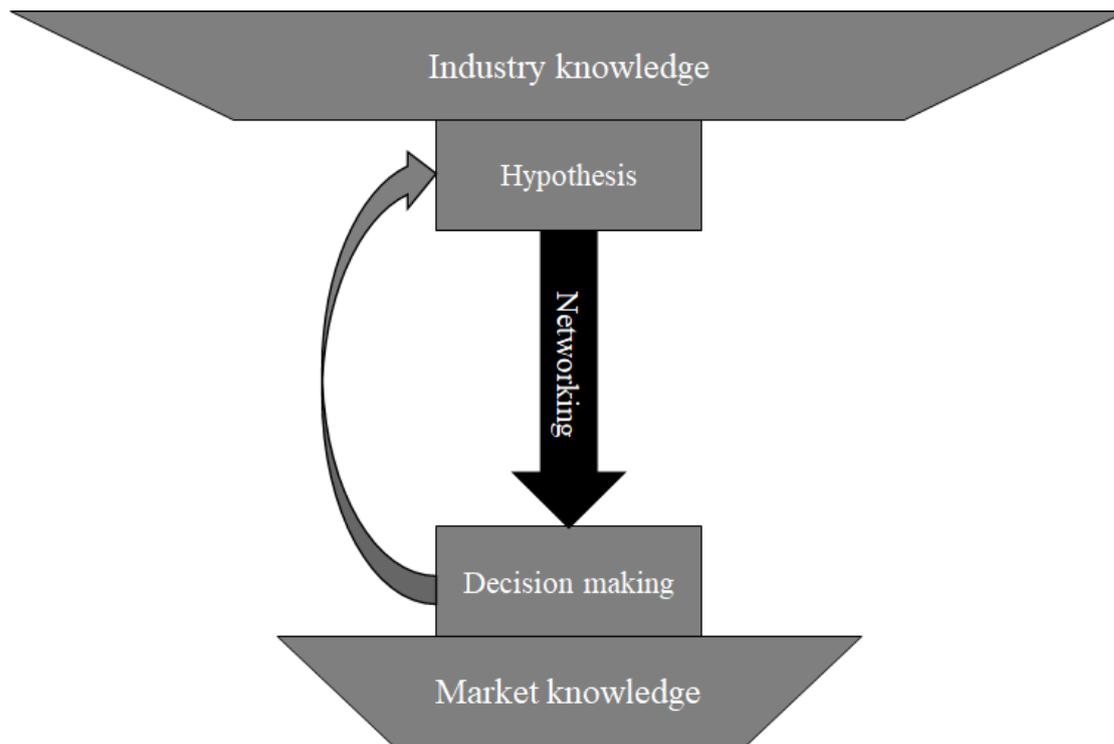 Industry knowledge
Hypothesis
Networking
Decision making
Market knowledge